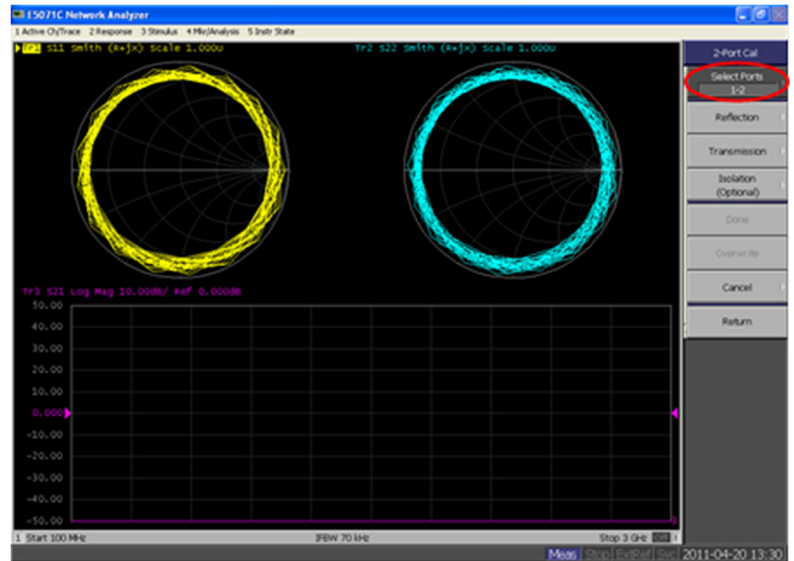 E5071C Network Analyzer
1 Active Ch/Trace 2 Response 3 Stimulus 4 Mkr/Analysis 5 Instr State
Tr1 S11 Smith (R+jX) Scale 1.000U
Tr2 S22 Smith (R+jX) Scale 1.000U
2-Port Cal
Select Ports
1-2
Reflection
Transmission
Isolation
(Optional)
Done
Overwrite
Cancel
Return
Tr3 S21 Log Mag 10.00dB/ Ref 0.000dB
50.00
40.00
30.00
20.00
10.00
0.000
-10.00
-20.00
-30.00
-40.00
-50.00
1 Start 100 MHz IFBW 70 kHz Stop 3 GHz Off
Meas Stop ExtRef Svc 2011-04-20 13:30